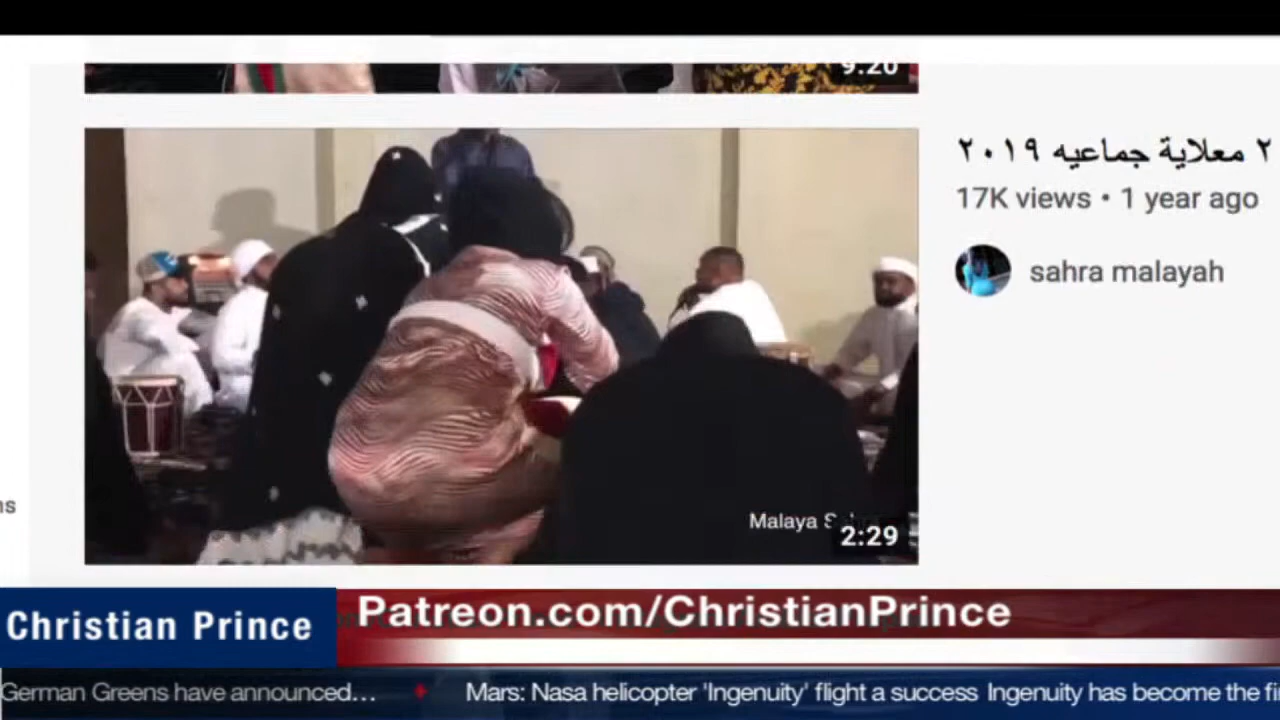 9:20
٢ معلاية جماعيه ٢٠١٩
17K views • 1 year ago
sahra malayah
ns
Malaya
2:29
Christian Prince
Patreon.com/ChristianPrince
German Greens have announced… Mars: Nasa helicopter 'Ingenuity' flight a success Ingenuity has become the